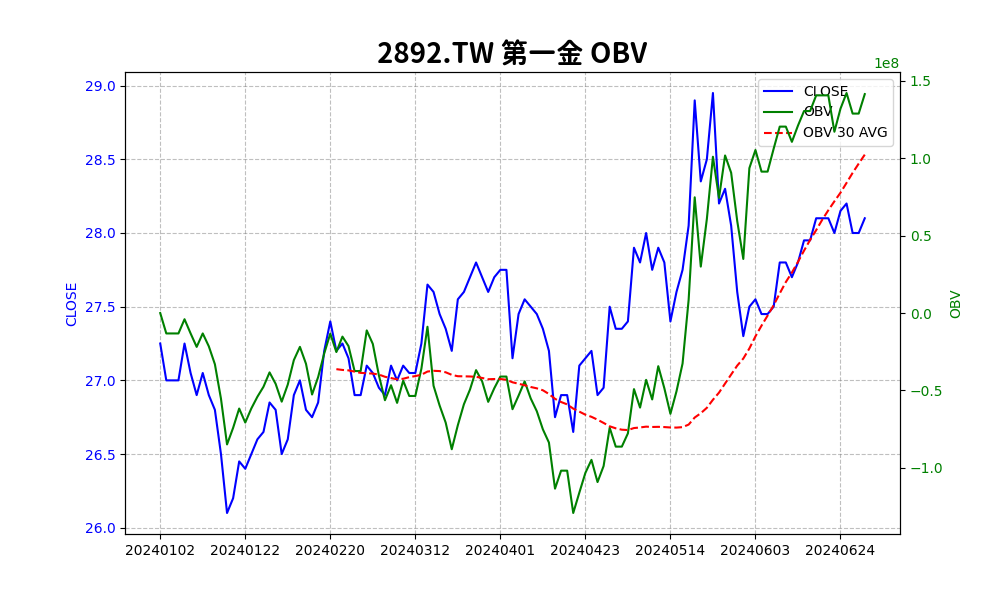 2892.TW 第一金 OBV
1e8
29.0
28.5
28.0
27.5
27.0
26.5
26.0
CLOSE
CLOSE
OBV
OBV 30 AVG
1.5
1.0
0.5
0.0
−0.5
−1.0
OBV
20240102 20240122 20240220 20240312 20240401 20240423 20240514 20240603 20240624